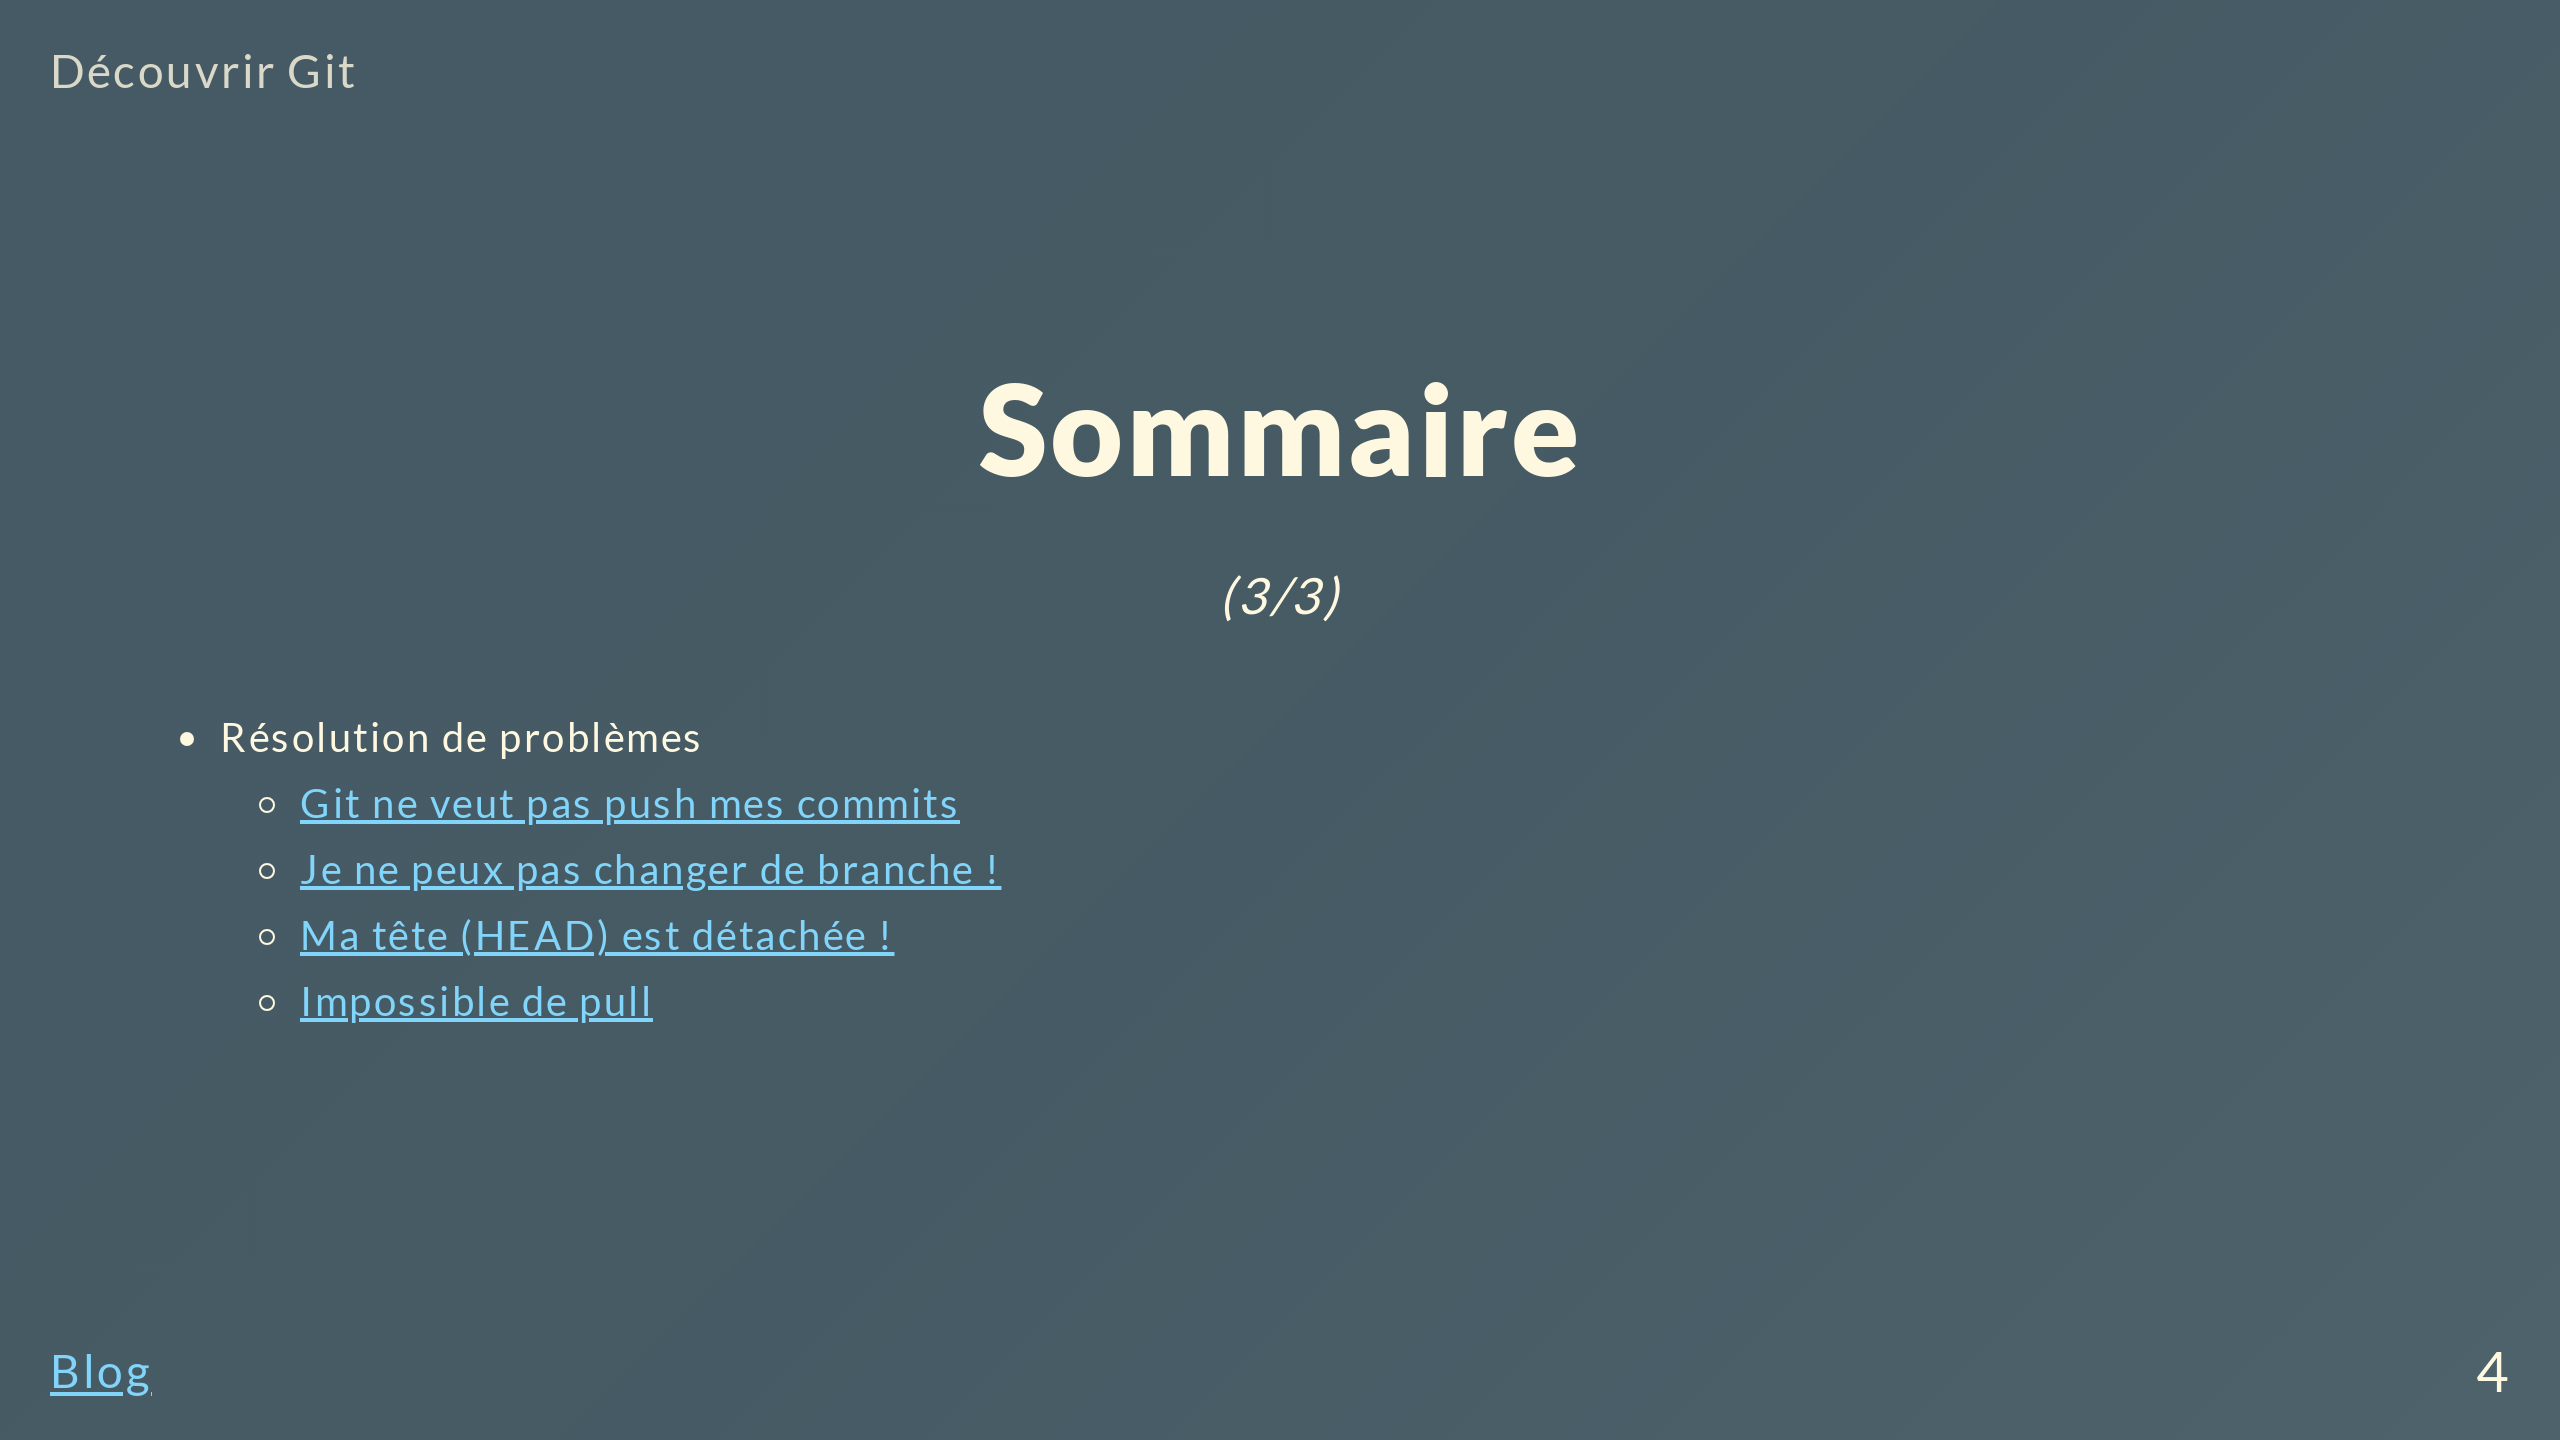 Découvrir Git
Sommaire
(3/3)
Résolution de problèmes
Git ne veut pas push mes commits
Je ne peux pas changer de branche !
Ma tête (HEAD) est détachée !
Impossible de pull
Blog
4